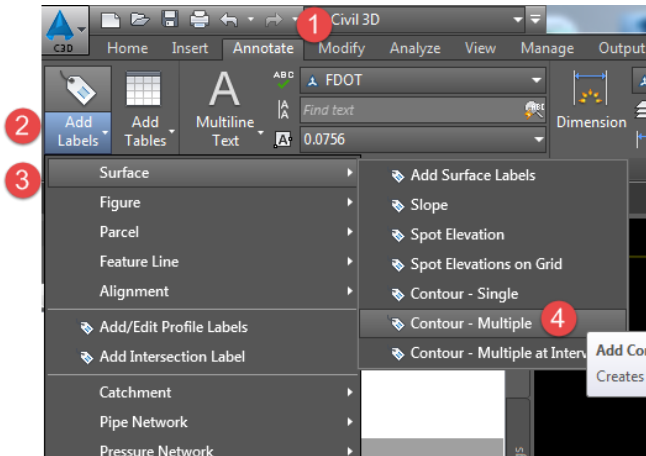 1
Civil 3D
C3D
Home Insert Annotate Modify Analyze View Manage Output
2
Add Labels
Add Tables
A
Multiline Text
ABC
FDOT
Find text
0.0756
Dimension
3
Surface
Figure
Parcel
Feature Line
Alignment
Add/Edit Profile Labels
Add Intersection Label
Catchment
Pipe Network
Pressure Network
Add Surface Labels
Slope
Spot Elevation
Spot Elevations on Grid
Contour - Single
Contour - Multiple
4
Contour - Multiple at Interv
Add Con
Creates